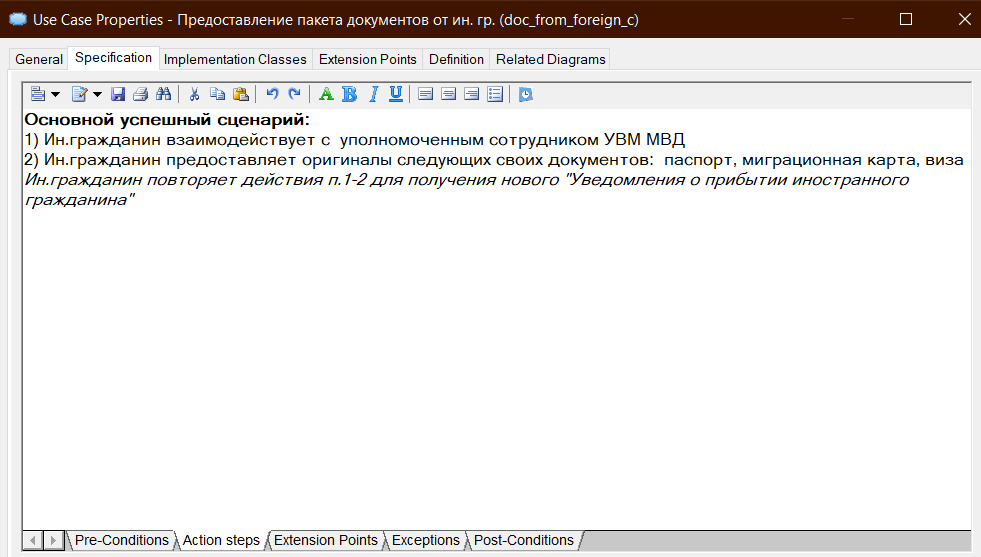 Use Case Properties - Предоставление пакета документов от ин. гр. (doc_from_foreign_c)
General Specification Implementation Classes Extension Points Definition Related Diagrams
A B I U
Основной успешный сценарий:
1) Ин.гражданин взаимодействует с  уполномоченным сотрудником УВМ МВД
2) Ин.гражданин предоставляет оригиналы следующих своих документов:  паспорт, миграционная карта, виза
Ин.гражданин повторяет действия п.1-2 для получения нового "Уведомления о прибытии иностранного
гражданина"
Pre-Conditions Action steps Extension Points Exceptions Post-Conditions